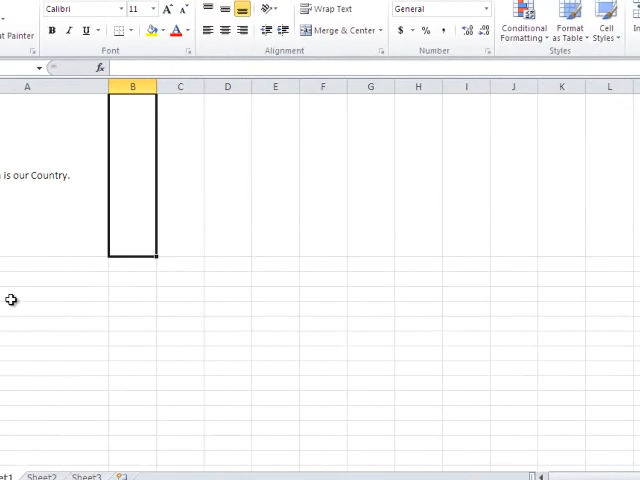 Calibri 11 Wrap Text General
Painter B I U Merge & Center $ % , Conditional Format Cell
Formatting as Table Styles
Font Alignment Number Styles
fx
A B C D E F G H I J K L
is our Country.
Sheet2 Sheet3